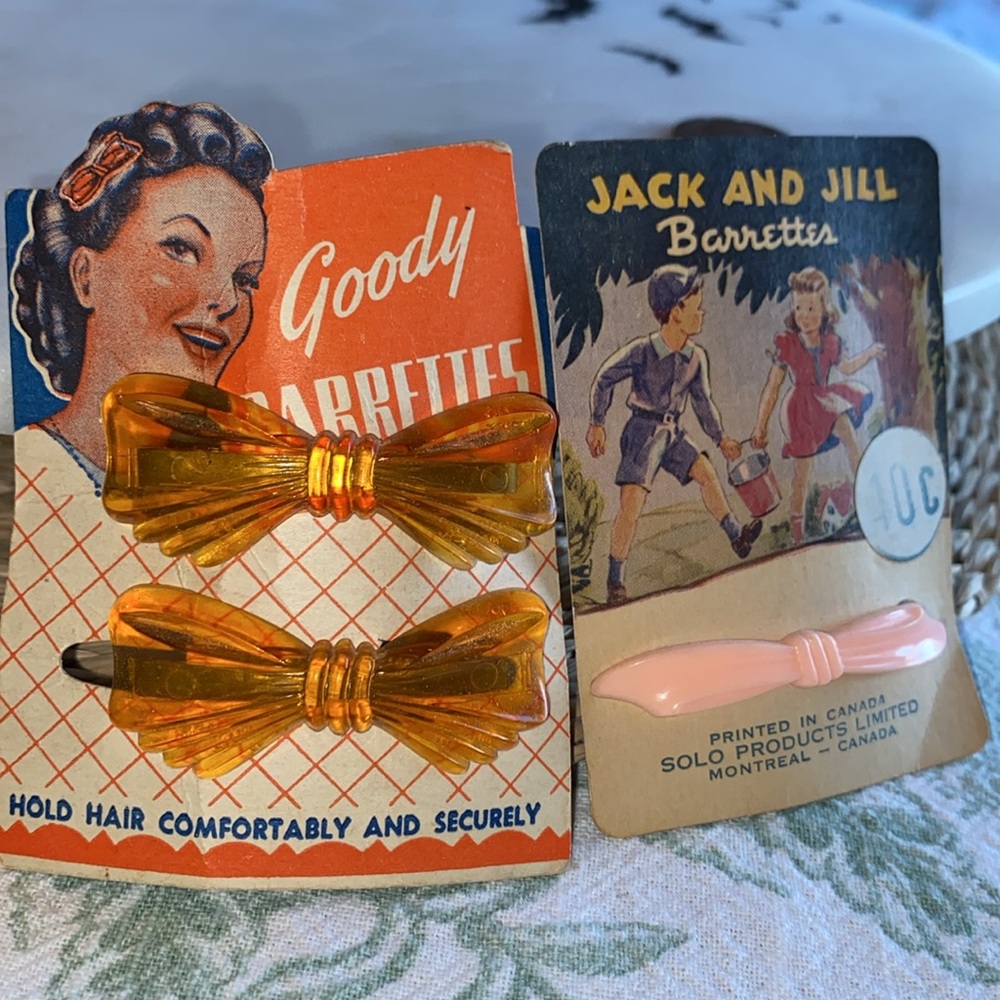 Goody
BARRETTES
HOLD HAIR COMFORTABLY AND SECURELY
JACK AND JILL
Barrettes
10C
PRINTED IN CANADA
SOLO PRODUCTS LIMITED
MONTREAL - CANADA